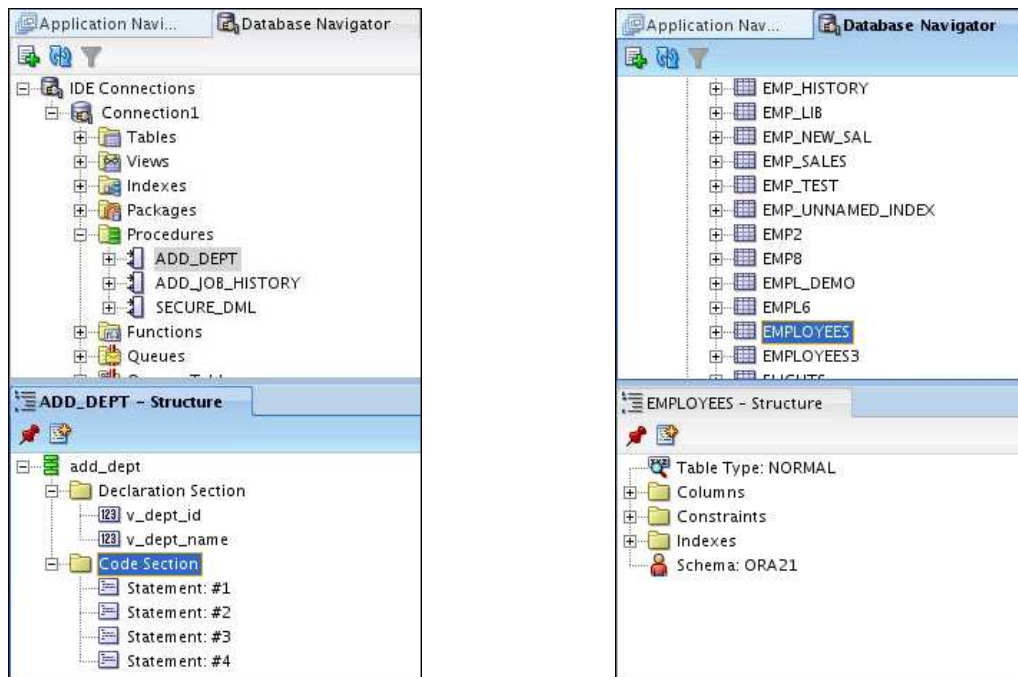 Application Navi...
Database Navigator
IDE Connections
Connection1
Tables
Views
Indexes
Packages
Procedures
ADD_DEPT
ADD_JOB_HISTORY
SECURE_DML
Functions
Queues
ADD_DEPT - Structure
add_dept
Declaration Section
v_dept_id
v_dept_name
Code Section
Statement: #1
Statement: #2
Statement: #3
Statement: #4
Application Nav...
Database Navigator
EMP_HISTORY
EMP_LIB
EMP_NEW_SAL
EMP_SALES
EMP_TEST
EMP_UNNAMED_INDEX
EMP2
EMP8
EMPL_DEMO
EMPL6
EMPLOYEES
EMPLOYEES3
EMPLOYEES - Structure
Table Type: NORMAL
Columns
Constraints
Indexes
Schema: ORA21